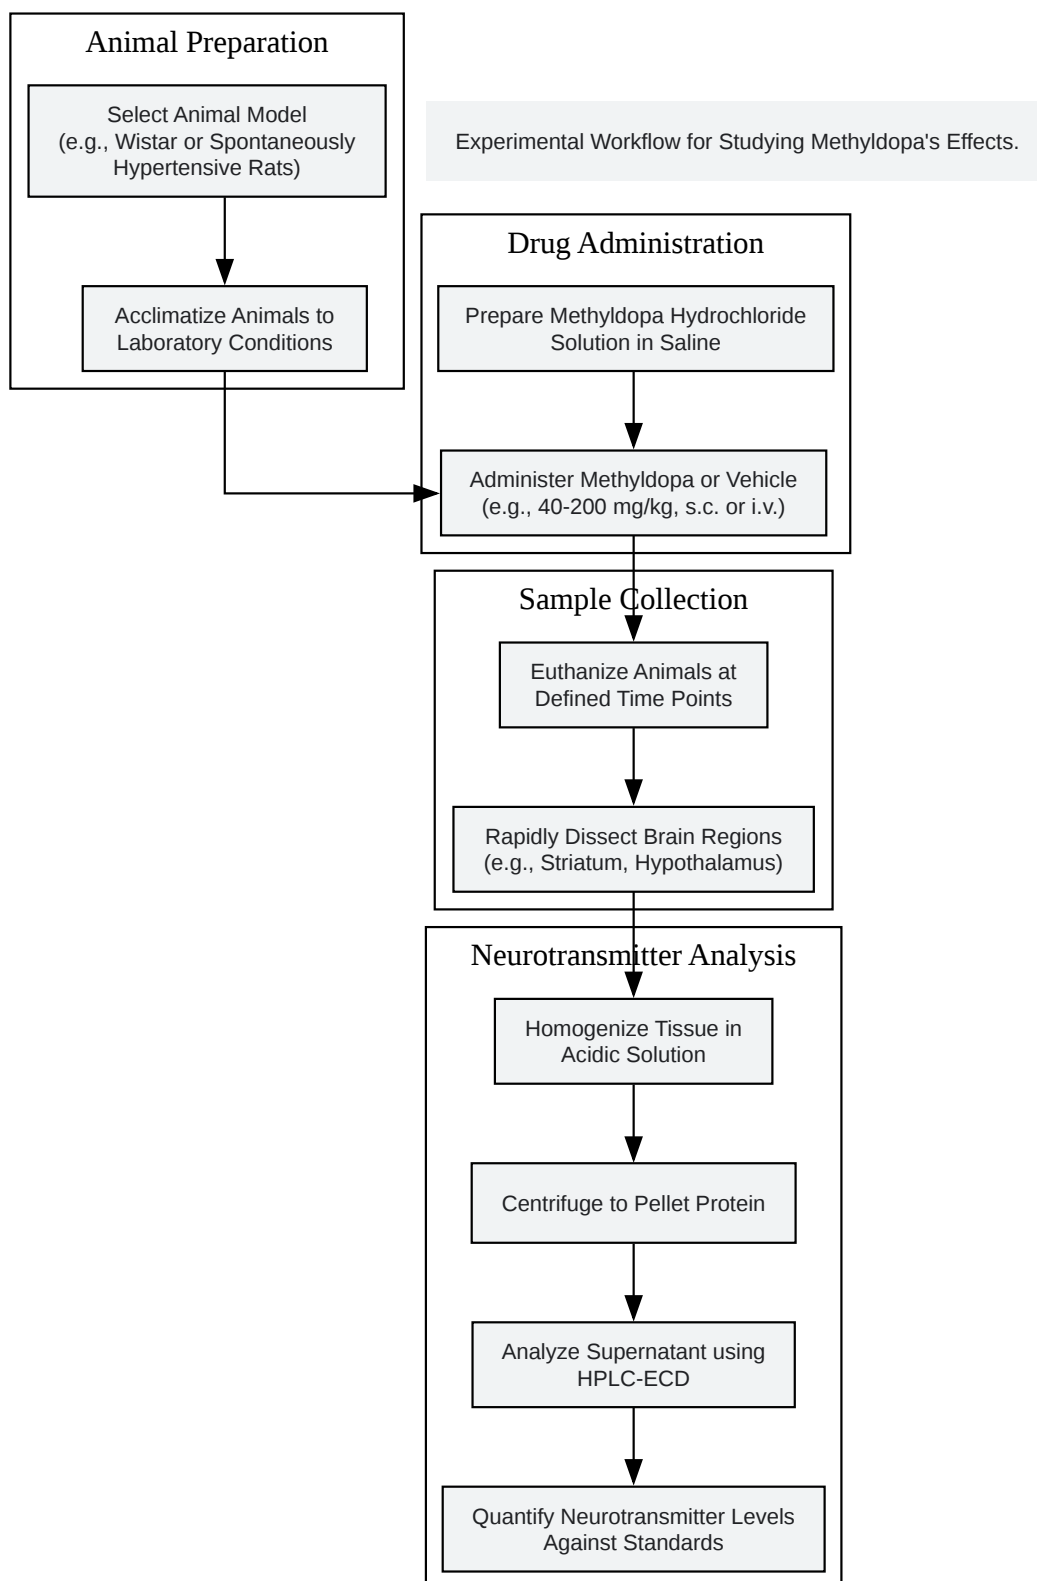 Animal Preparation
Select Animal Model
(e.g., Wistar or Spontaneously
Hypertensive Rats)
Acclimatize Animals to
Laboratory Conditions
Experimental Workflow for Studying Methyldopa's Effects.
Drug Administration
Prepare Methyldopa Hydrochloride
Solution in Saline
Administer Methyldopa or Vehicle
(e.g., 40-200 mg/kg, s.c. or i.v.)
Sample Collection
Euthanize Animals at
Defined Time Points
Rapidly Dissect Brain Regions
(e.g., Striatum, Hypothalamus)
Neurotransmitter Analysis
Homogenize Tissue in
Acidic Solution
Centrifuge to Pellet Protein
Analyze Supernatant using
HPLC-ECD
Quantify Neurotransmitter Levels
Against Standards